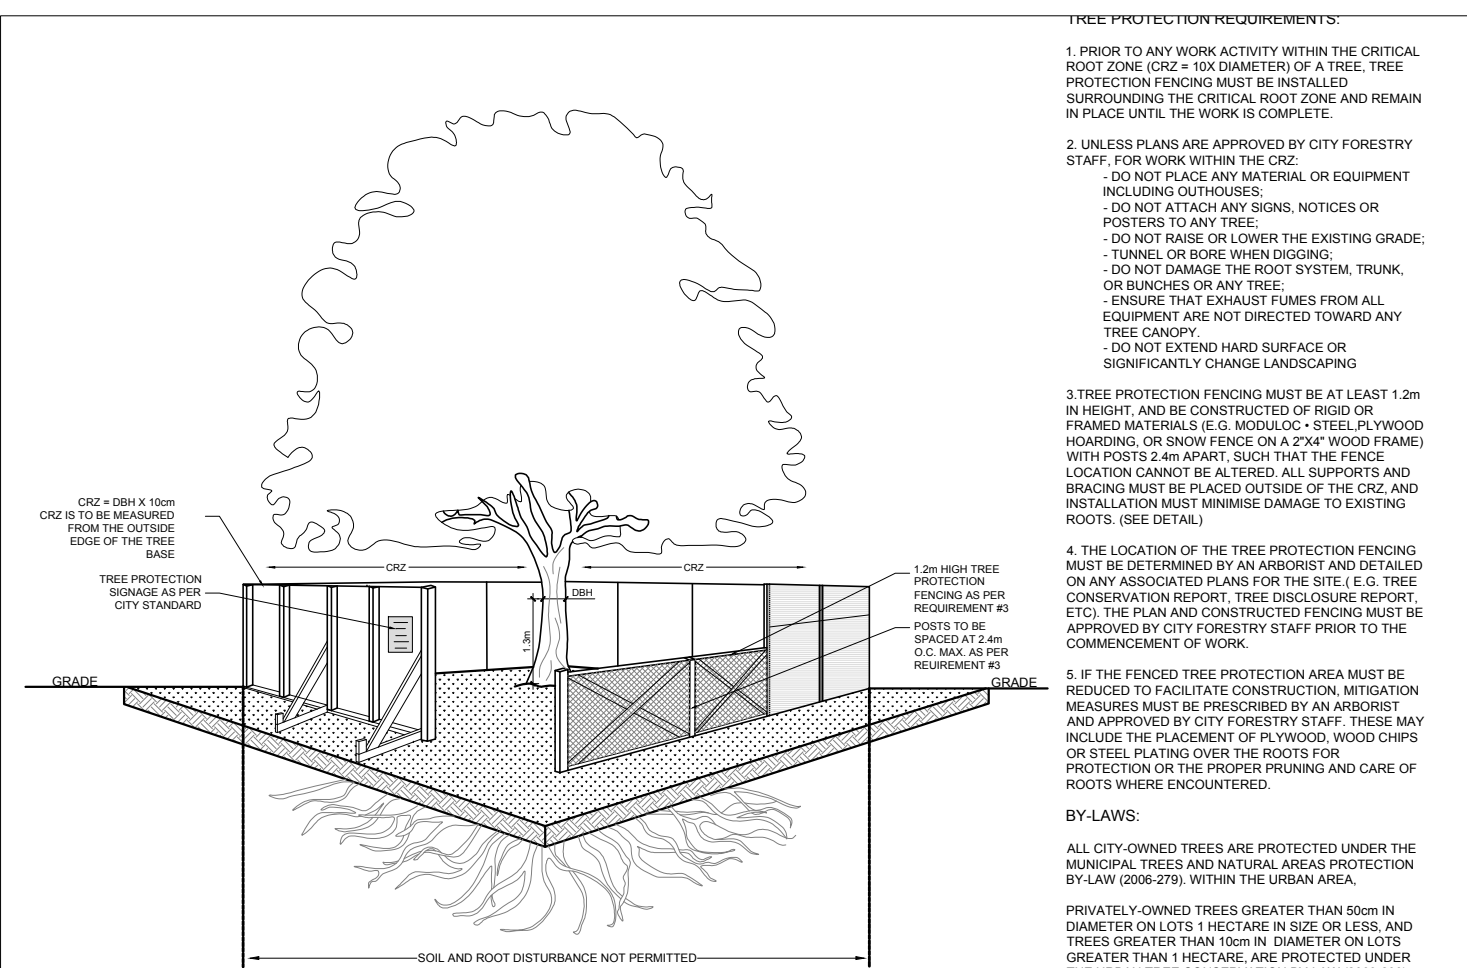 TREE PROTECTION REQUIREMENTS:
1. PRIOR TO ANY WORK ACTIVITY WITHIN THE CRITICAL
ROOT ZONE (CRZ = 10X DIAMETER) OF A TREE, TREE
PROTECTION FENCING MUST BE INSTALLED
SURROUNDING THE CRITICAL ROOT ZONE AND REMAIN
IN PLACE UNTIL THE WORK IS COMPLETE.
2. UNLESS PLANS ARE APPROVED BY CITY FORESTRY
STAFF, FOR WORK WITHIN THE CRZ:
- DO NOT PLACE ANY MATERIAL OR EQUIPMENT
INCLUDING OUTHOUSES;
- DO NOT ATTACH ANY SIGNS, NOTICES OR
POSTERS TO ANY TREE;
- DO NOT RAISE OR LOWER THE EXISTING GRADE;
- TUNNEL OR BORE WHEN DIGGING;
- DO NOT DAMAGE THE ROOT SYSTEM, TRUNK,
OR BUNCHES OR ANY TREE;
- ENSURE THAT EXHAUST FUMES FROM ALL
EQUIPMENT ARE NOT DIRECTED TOWARD ANY
TREE CANOPY.
- DO NOT EXTEND HARD SURFACE OR
SIGNIFICANTLY CHANGE LANDSCAPING
3.TREE PROTECTION FENCING MUST BE AT LEAST 1.2m
IN HEIGHT, AND BE CONSTRUCTED OF RIGID OR
FRAMED MATERIALS (E.G. MODULOC • STEEL,PLYWOOD
HOARDING, OR SNOW FENCE ON A 2"X4" WOOD FRAME)
WITH POSTS 2.4m APART, SUCH THAT THE FENCE
LOCATION CANNOT BE ALTERED. ALL SUPPORTS AND
BRACING MUST BE PLACED OUTSIDE OF THE CRZ, AND
INSTALLATION MUST MINIMISE DAMAGE TO EXISTING
ROOTS. (SEE DETAIL)
4. THE LOCATION OF THE TREE PROTECTION FENCING
MUST BE DETERMINED BY AN ARBORIST AND DETAILED
ON ANY ASSOCIATED PLANS FOR THE SITE.( E.G. TREE
CONSERVATION REPORT, TREE DISCLOSURE REPORT,
ETC). THE PLAN AND CONSTRUCTED FENCING MUST BE
APPROVED BY CITY FORESTRY STAFF PRIOR TO THE
COMMENCEMENT OF WORK.
5. IF THE FENCED TREE PROTECTION AREA MUST BE
REDUCED TO FACILITATE CONSTRUCTION, MITIGATION
MEASURES MUST BE PRESCRIBED BY AN ARBORIST
AND APPROVED BY CITY FORESTRY STAFF. THESE MAY
INCLUDE THE PLACEMENT OF PLYWOOD, WOOD CHIPS
OR STEEL PLATING OVER THE ROOTS FOR
PROTECTION OR THE PROPER PRUNING AND CARE OF
ROOTS WHERE ENCOUNTERED.
BY-LAWS:
ALL CITY-OWNED TREES ARE PROTECTED UNDER THE
MUNICIPAL TREES AND NATURAL AREAS PROTECTION
BY-LAW (2006-279). WITHIN THE URBAN AREA,
PRIVATELY-OWNED TREES GREATER THAN 50cm IN
DIAMETER ON LOTS 1 HECTARE IN SIZE OR LESS, AND
TREES GREATER THAN 10cm IN DIAMETER ON LOTS
GREATER THAN 1 HECTARE, ARE PROTECTED UNDER
CRZ = DBH X 10cm
CRZ IS TO BE MEASURED
FROM THE OUTSIDE
EDGE OF THE TREE
BASE
TREE PROTECTION
SIGNAGE AS PER
CITY STANDARD
CRZ
CRZ
DBH
1.3m
1.2m HIGH TREE
PROTECTION
FENCING AS PER
REQUIREMENT #3
POSTS TO BE
SPACED AT 2.4m
O.C. MAX. AS PER
REUIREMENT #3
GRADE
GRADE
SOIL AND ROOT DISTURBANCE NOT PERMITTED